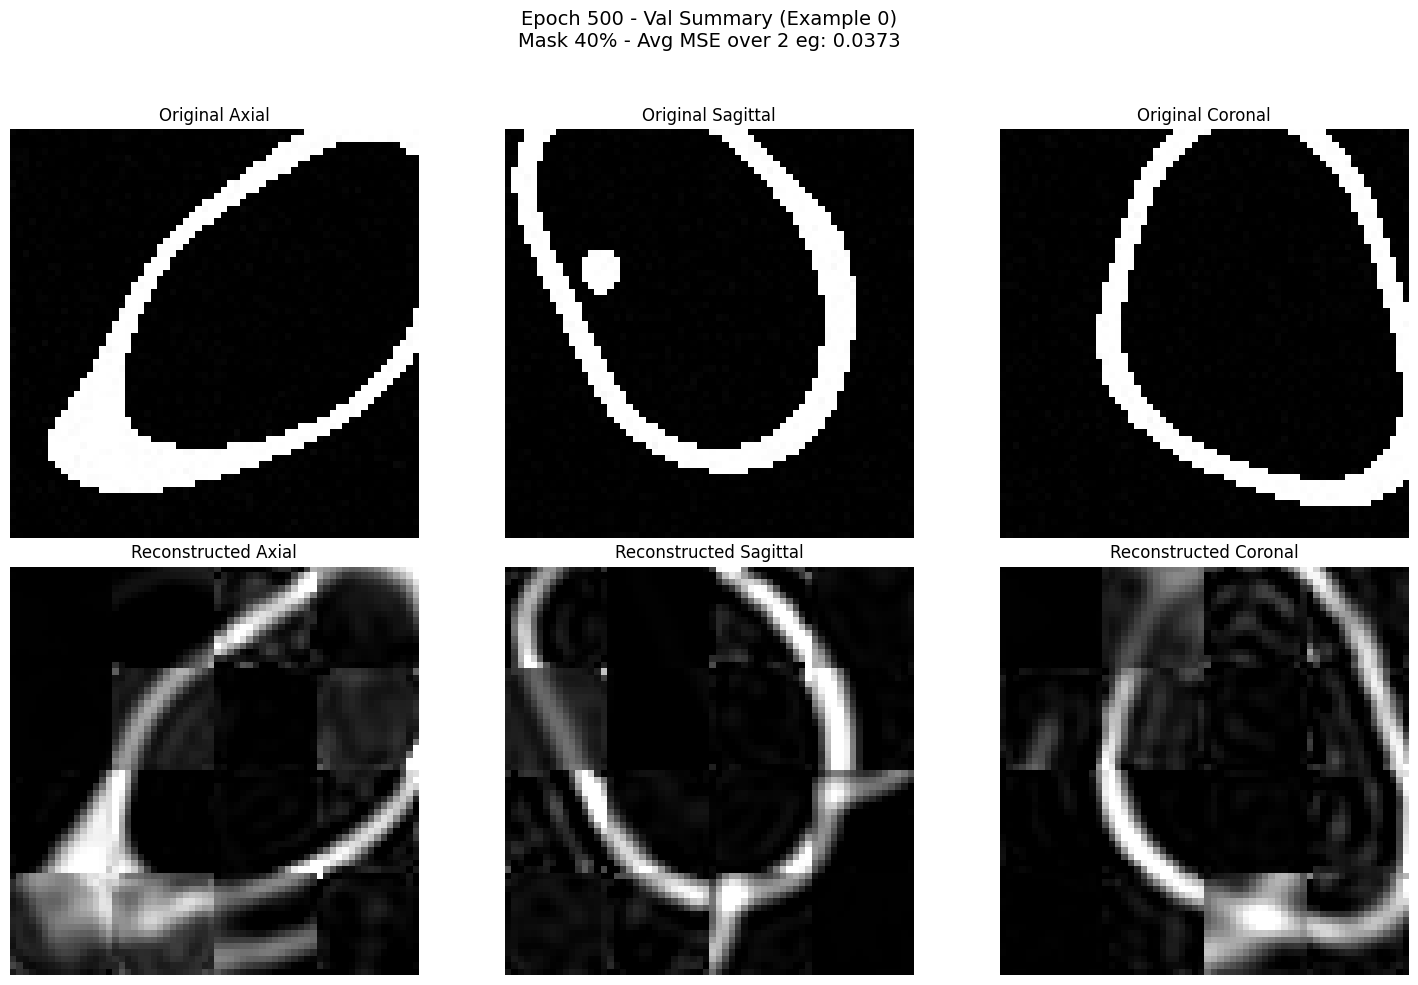 Epoch 500 - Val Summary (Example 0)
Mask 40% - Avg MSE over 2 eg: 0.0373
Original Axial
Original Sagittal
Original Coronal
Reconstructed Axial
Reconstructed Sagittal
Reconstructed Coronal